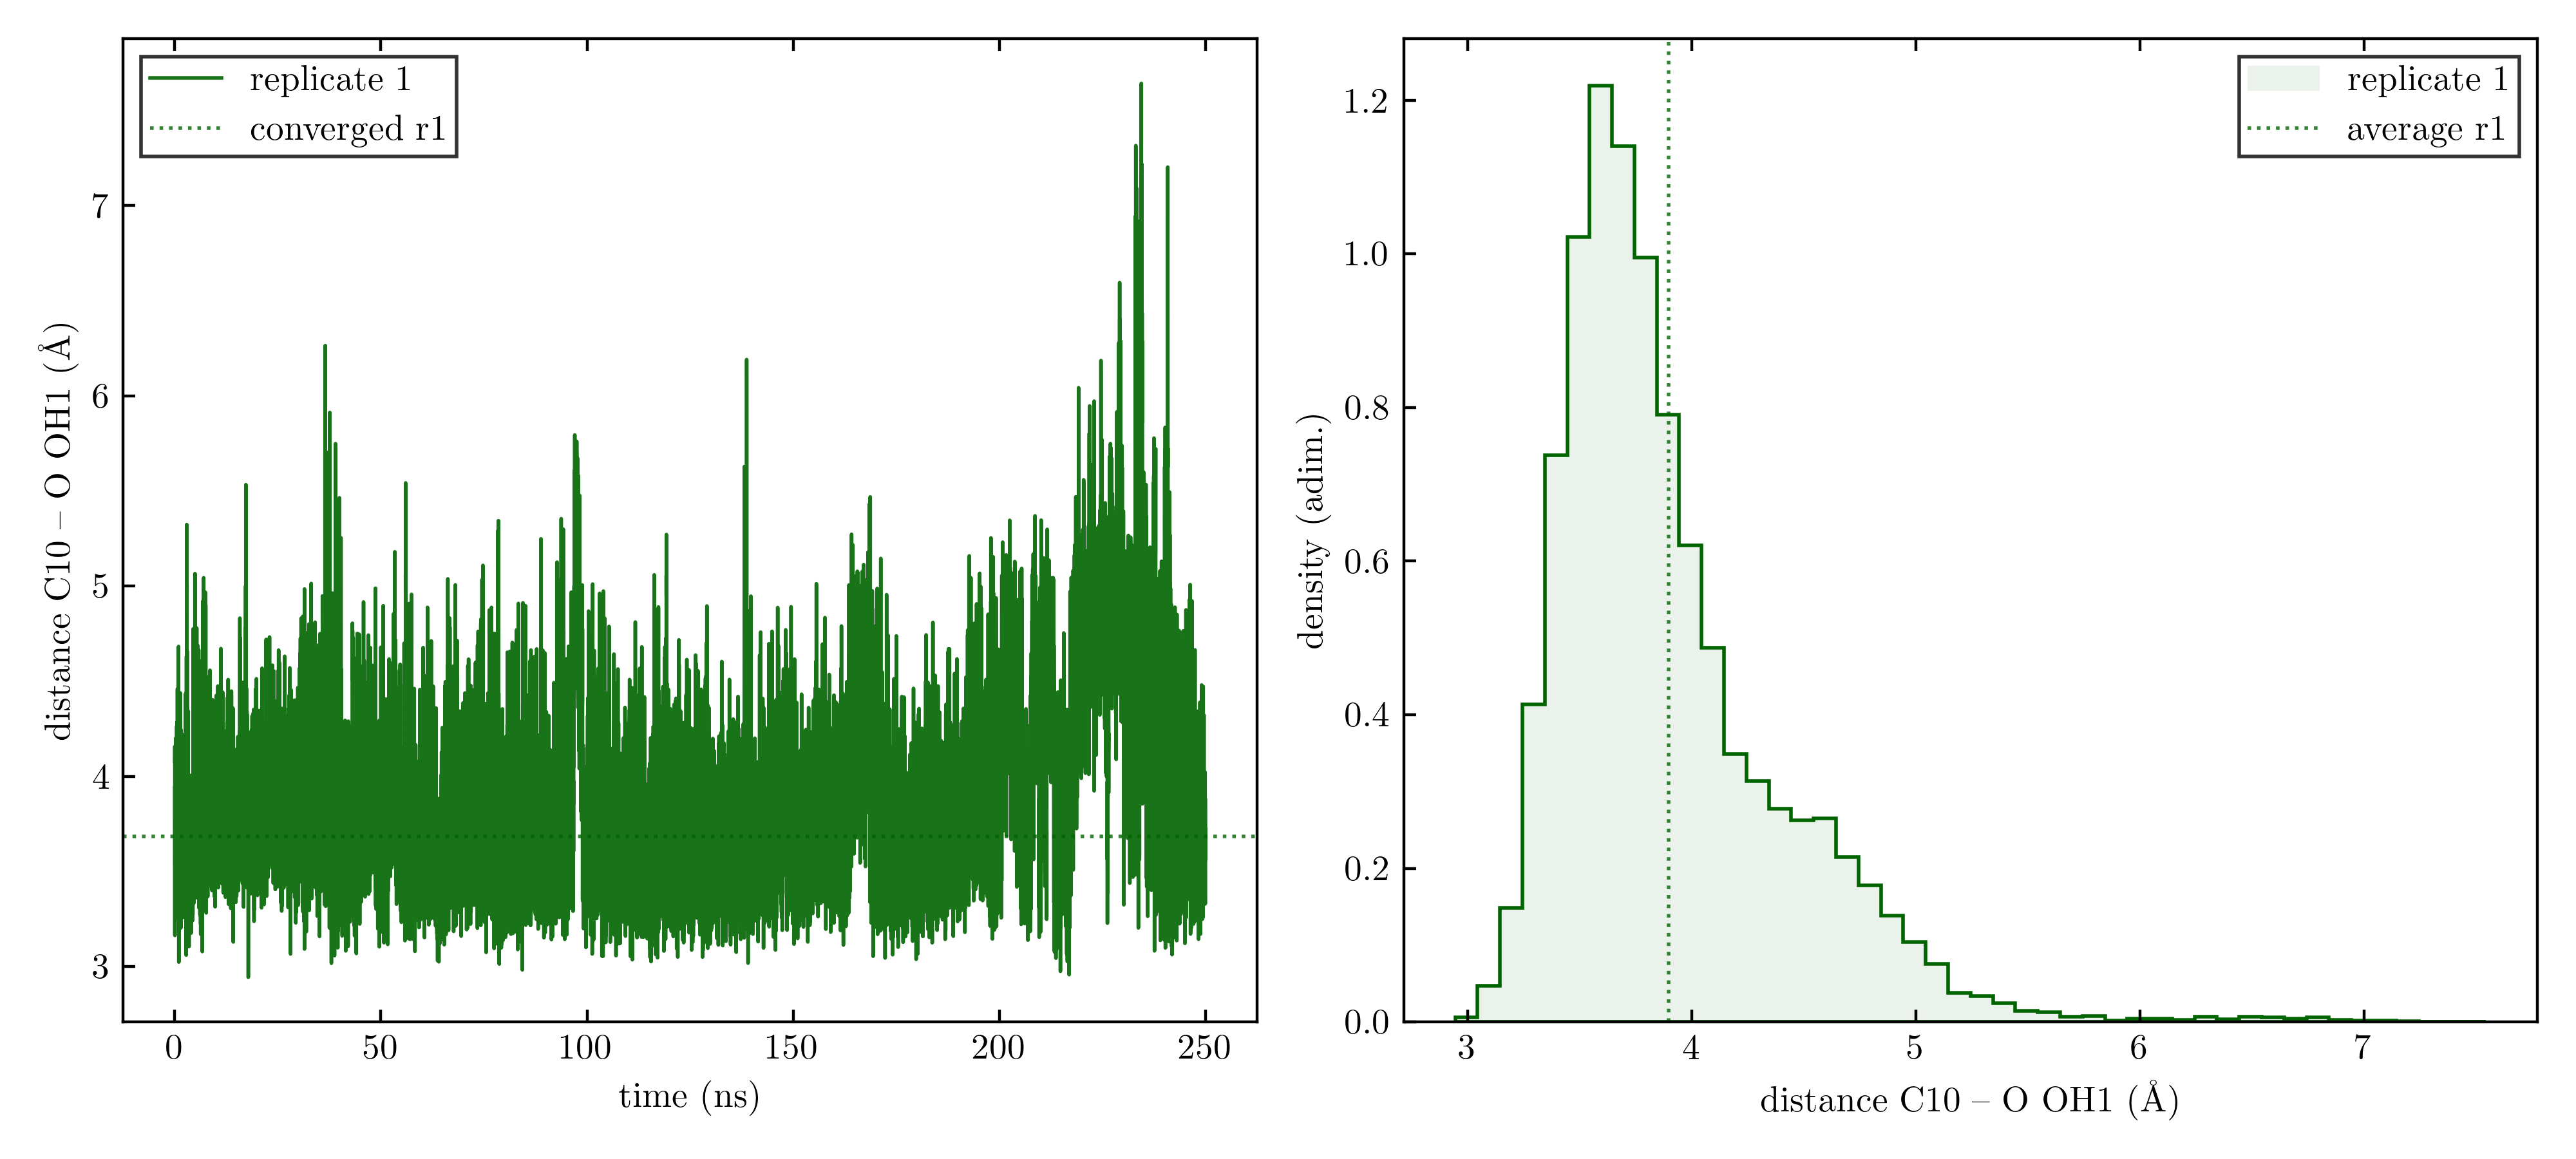 replicate 1
converged r1
7
6
5
4
3
distance C10 – O OH1 (Å)
0 50 100 150 200 250
time (ns)
replicate 1
average r1
1.2
1.0
0.8
0.6
0.4
0.2
0.0
density (adim.)
3 4 5 6 7
distance C10 – O OH1 (Å)